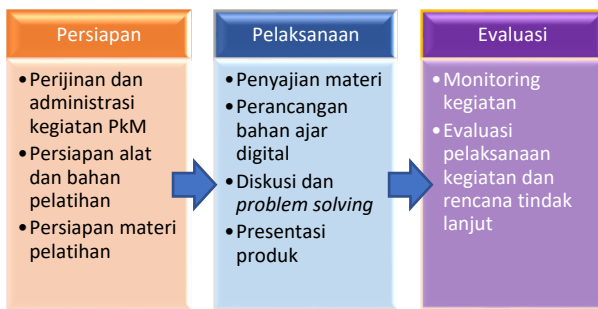 Persiapan
• Perijinan dan
administrasi
kegiatan PkM
• Persiapan alat
dan bahan
pelatihan
• Persiapan materi
pelatihan
Pelaksanaan
• Penyajian materi
• Perancangan
bahan ajar
digital
• Diskusi dan
problem solving
• Presentasi
produk
Evaluasi
• Monitoring
kegiatan
• Evaluasi
pelaksanaan
kegiatan dan
rencana tindak
lanjut